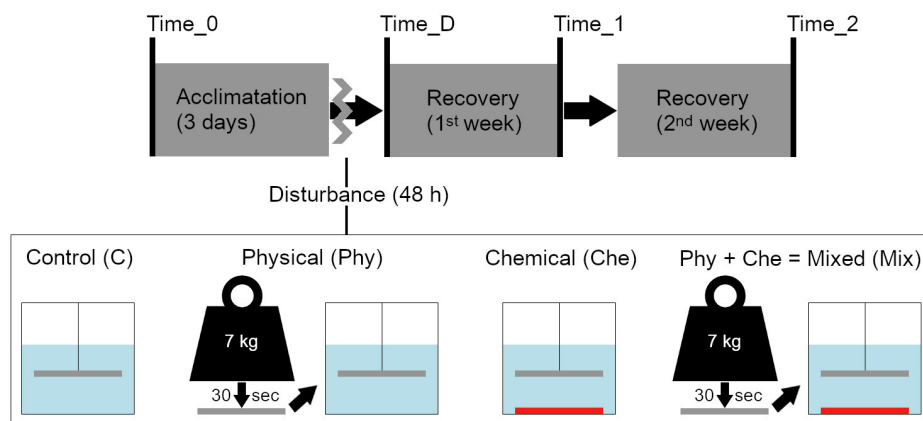 Time_0
Time_D
Time_1
Time_2
Acclimatation
(3 days)
Recovery
(1st week)
Recovery
(2nd week)
Disturbance (48 h)
Control (C)
Physical (Phy)
Chemical (Che)
Phy + Che = Mixed (Mix)
7 kg
30 sec
7 kg
30 sec